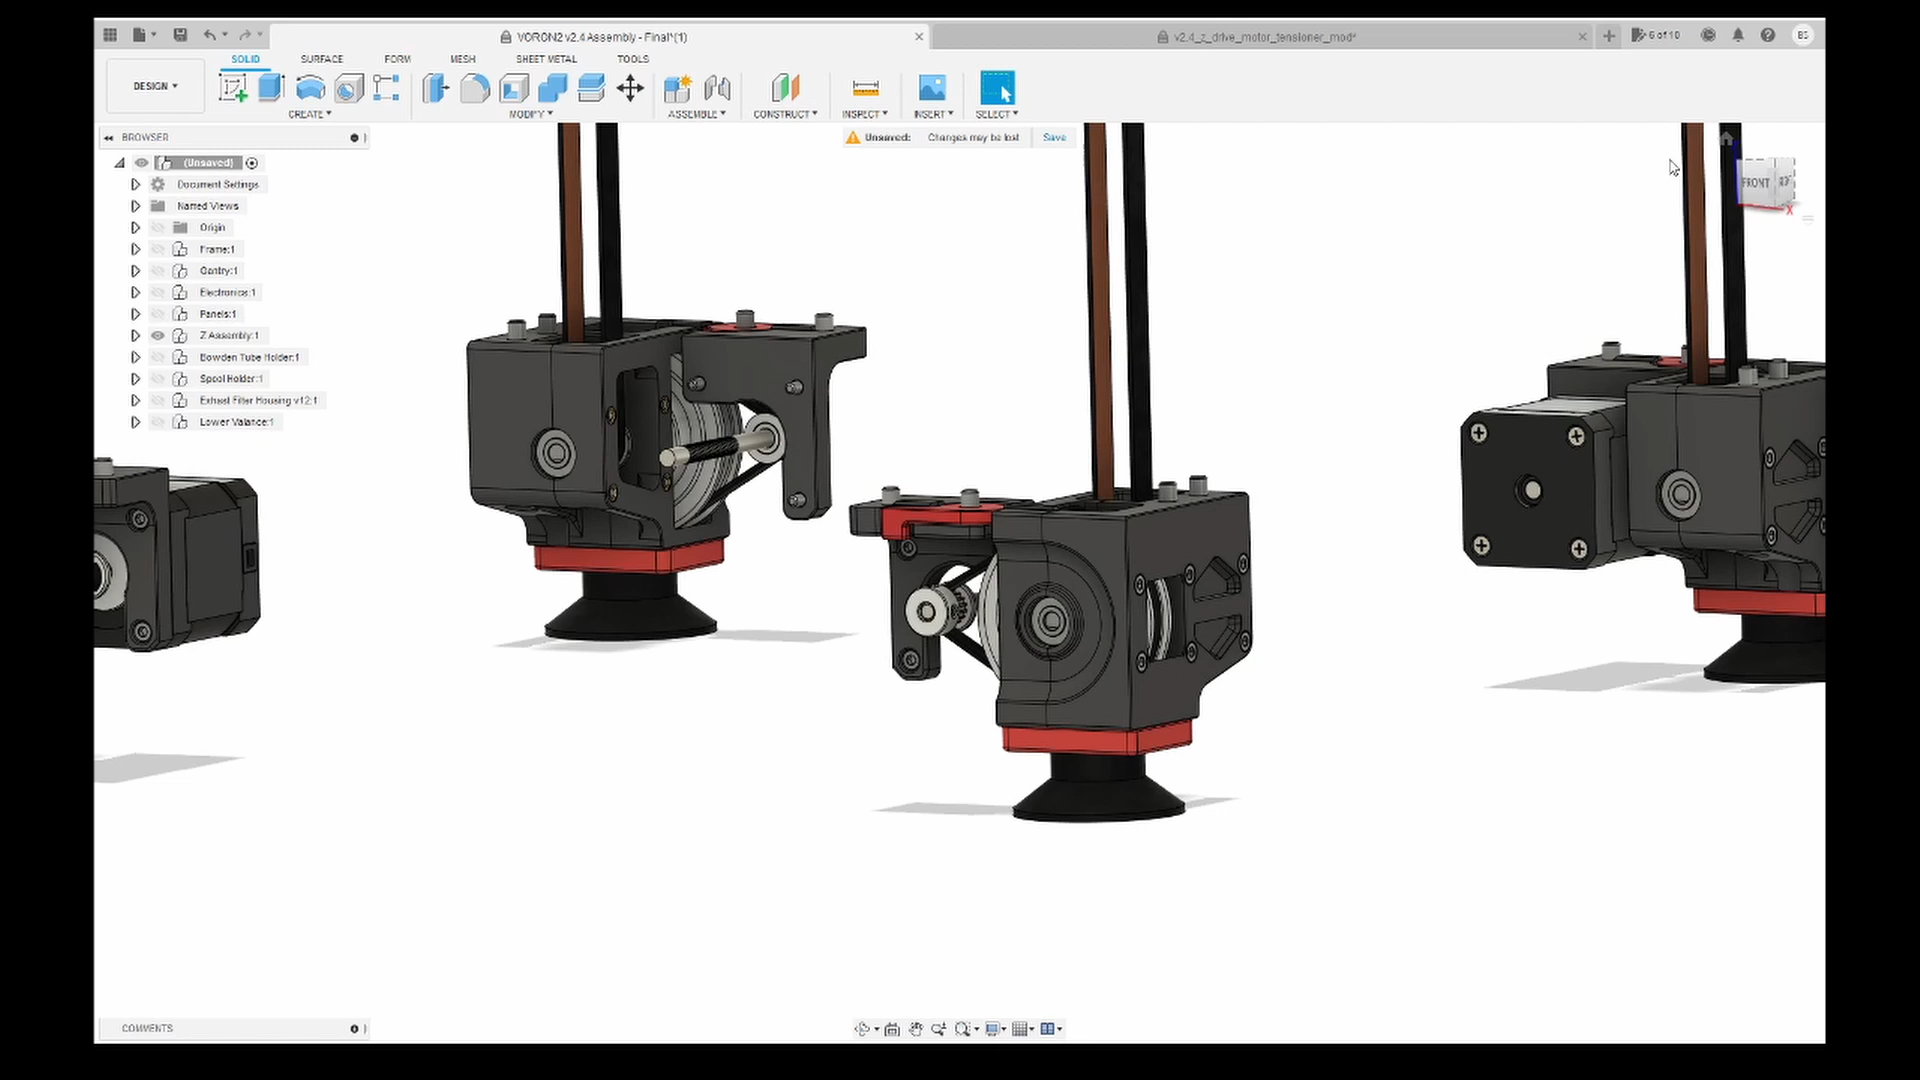 VORON2 v2.4 Assembly - Final*(1)
v2.4_z_drive_motor_tensioner_mod*
6 of 10
BS
DESIGN
SOLID
SURFACE
FORM
MESH
SHEET METAL
TOOLS
CREATE
MODIFY
ASSEMBLE
CONSTRUCT
INSPECT
INSERT
SELECT
BROWSER
Unsaved: Changes may be lost Save
(Unsaved)
Document Settings
Named Views
Origin
Frame:1
Gantry:1
Electronics:1
Panels:1
Z Assembly:1
Bowden Tube Holder:1
Spool Holder:1
Exhast Filter Housing v12:1
Lower Valance:1
FRONT
X
COMMENTS